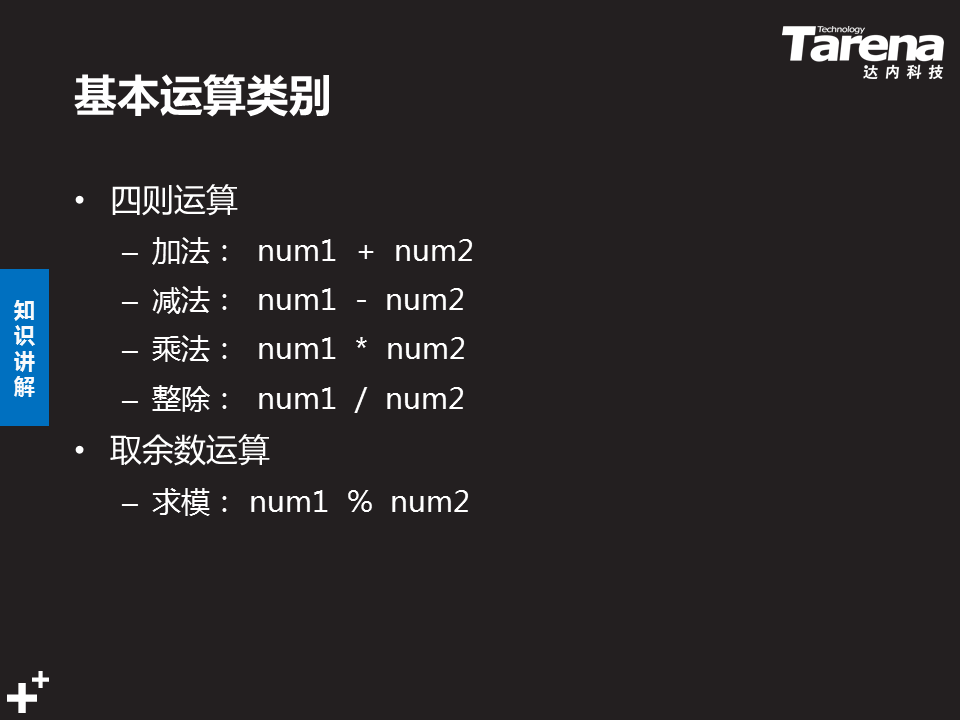 Technology
Tarena
达内科技
基本运算类别
• 四则运算
– 加法： num1 + num2
– 减法： num1 - num2
– 乘法： num1 * num2
– 整除： num1 / num2
• 取余数运算
– 求模： num1 % num2
知识讲解